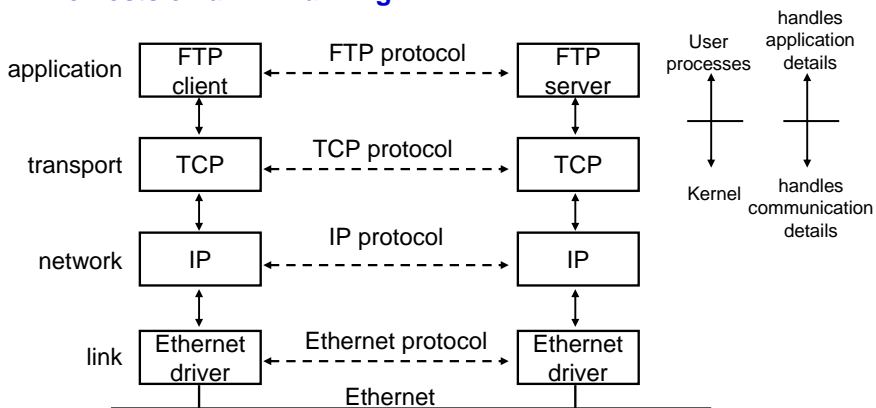 application
FTP
client
FTP protocol
FTP
server
User
processes
handles
application
details
transport
TCP
TCP protocol
TCP
Kernel
handles
communication
details
network
IP
IP protocol
IP
link
Ethernet
driver
Ethernet protocol
Ethernet
driver
Ethernet